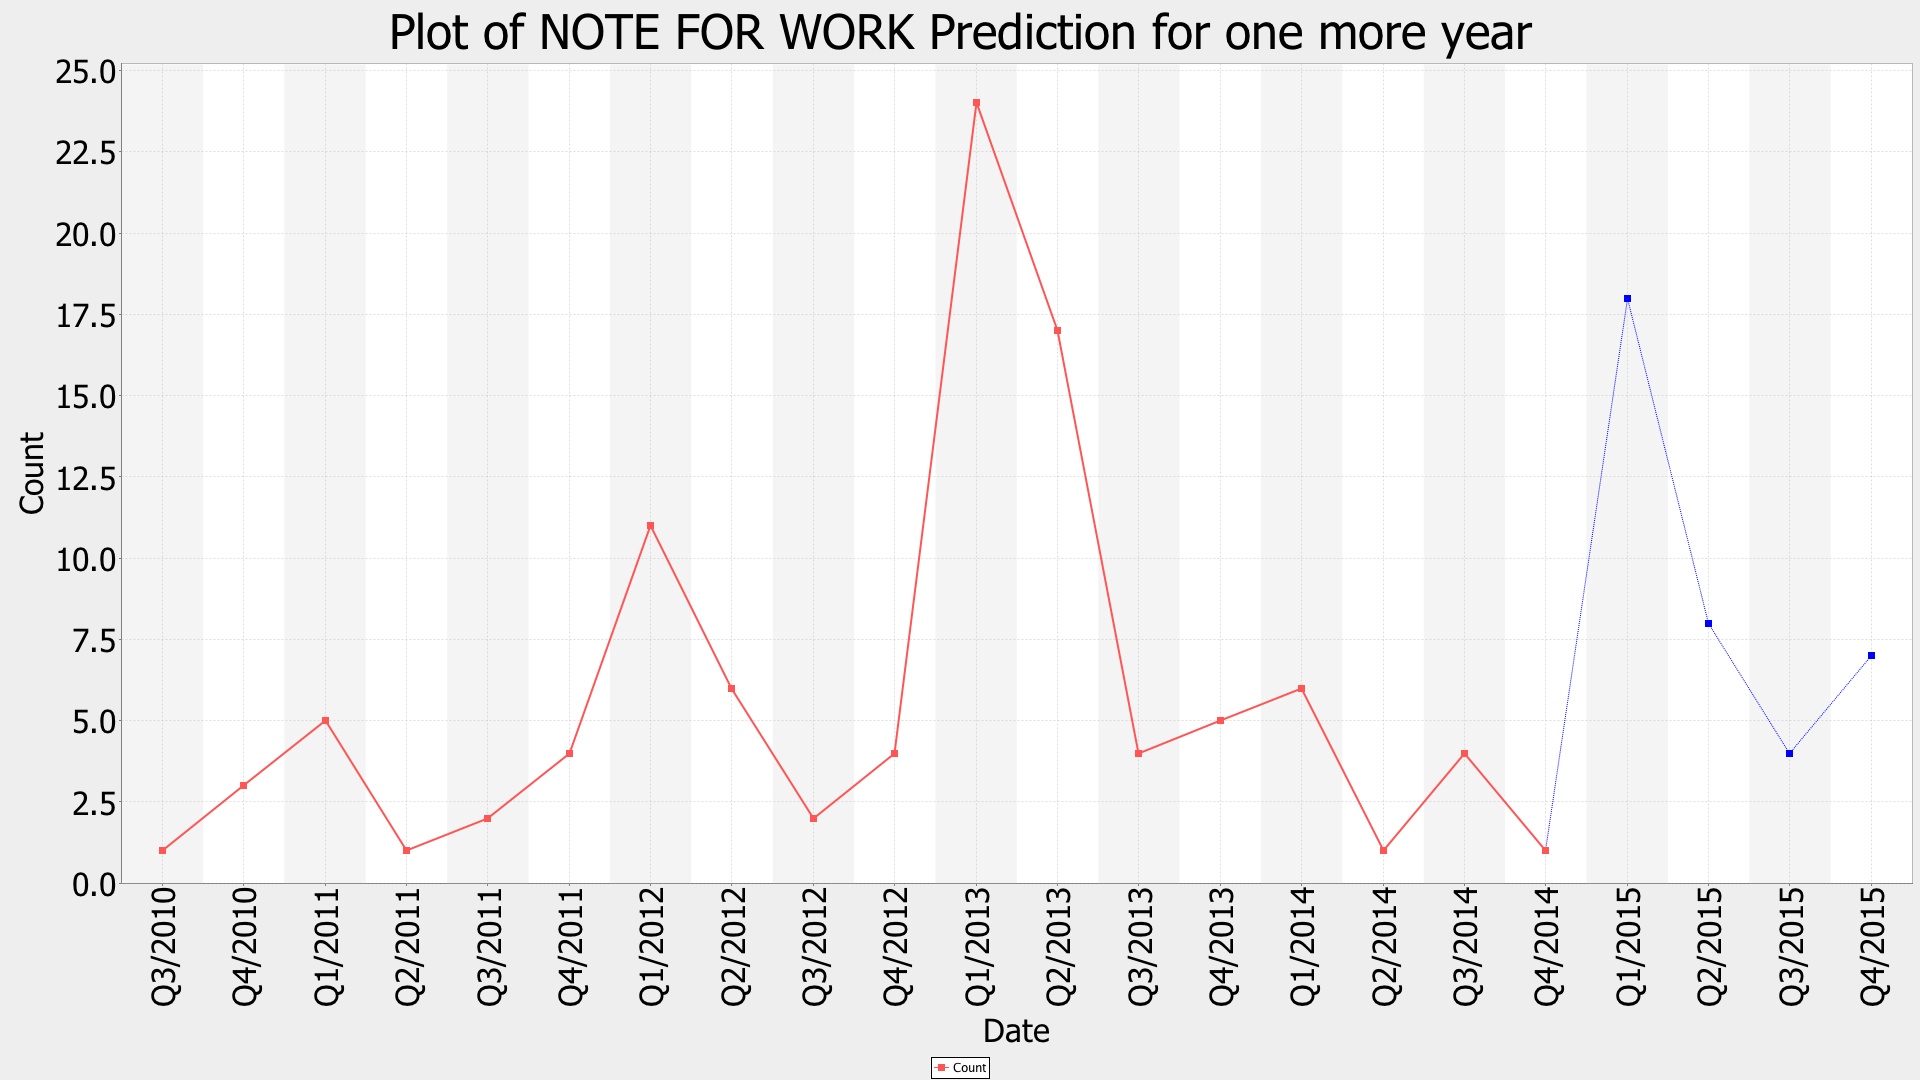 Plot of NOTE FOR WORK Prediction for one more year
Count
25.0
22.5
20.0
17.5
15.0
12.5
10.0
7.5
5.0
2.5
0.0
Q3/2010
Q4/2010
Q1/2011
Q2/2011
Q3/2011
Q4/2011
Q1/2012
Q2/2012
Q3/2012
Q4/2012
Q1/2013
Q2/2013
Q3/2013
Q4/2013
Q1/2014
Q2/2014
Q3/2014
Q4/2014
Q1/2015
Q2/2015
Q3/2015
Q4/2015
Date
Count